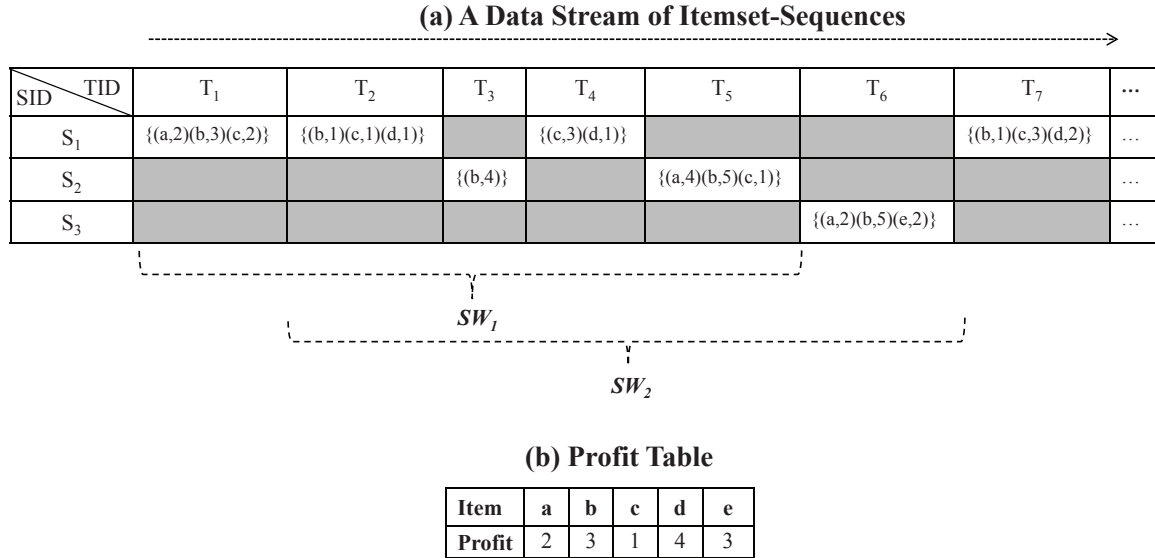 (a) A Data Stream of Itemset-Sequences
SID TID T1 T2 T3 T4 T5 T6 T7 ...
S1 {(a,2)(b,3)(c,2)} {(b,1)(c,1)(d,1)} {(c,3)(d,1)} {(b,1)(c,3)(d,2)} ...
S2 {(b,4)} {(a,4)(b,5)(c,1)} ...
S3 {(a,2)(b,5)(e,2)} ...
SW1
SW2
(b) Profit Table
Item a b c d e
Profit 2 3 1 4 3